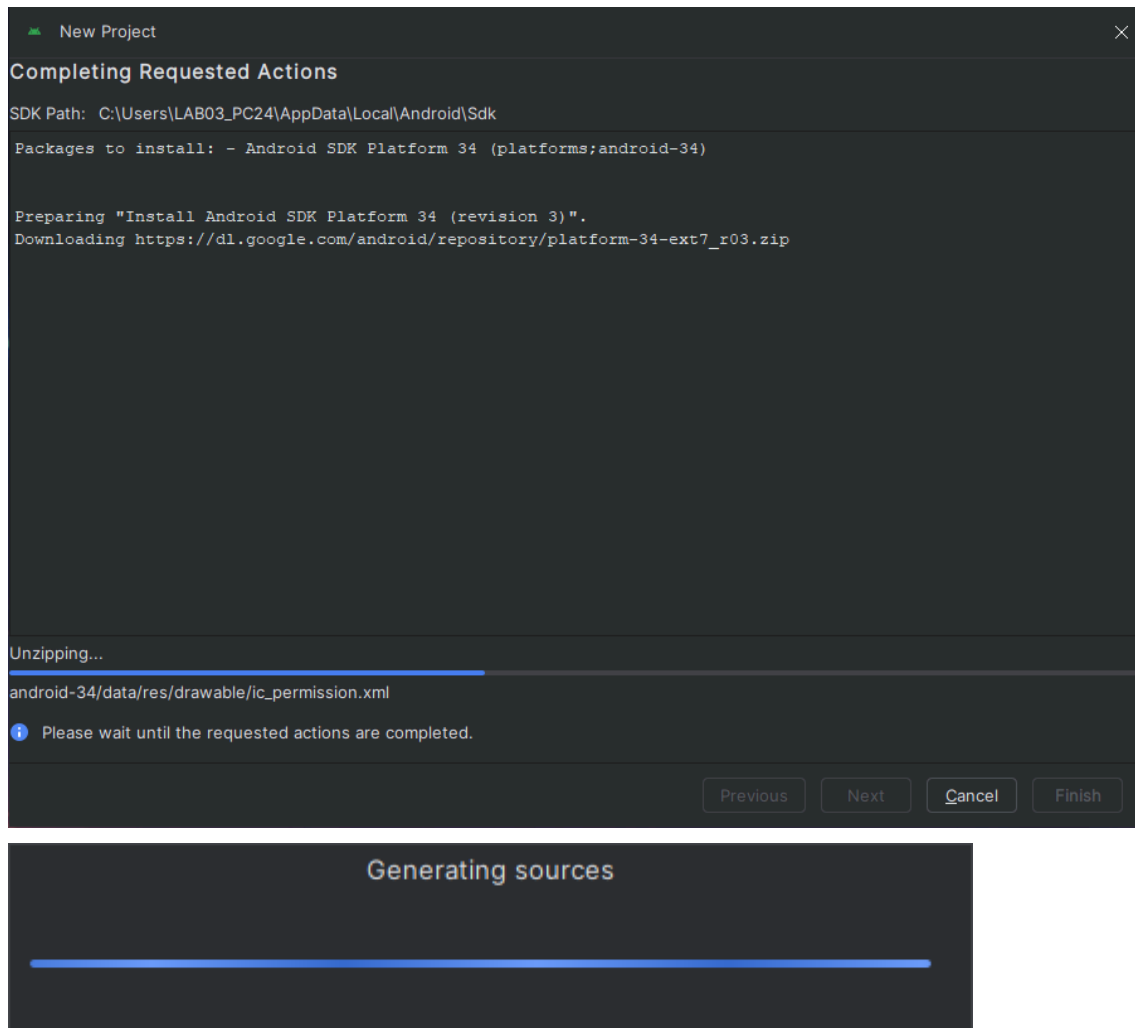 New Project
Completing Requested Actions
SDK Path: C:\Users\LAB03_PC24\AppData\Local\Android\Sdk
Packages to install: - Android SDK Platform 34 (platforms;android-34)
Preparing "Install Android SDK Platform 34 (revision 3)".
Downloading https://dl.google.com/android/repository/platform-34-ext7_r03.zip
Unzipping...
android-34/data/res/drawable/ic_permission.xml
Please wait until the requested actions are completed.
Previous Next Cancel Finish
Generating sources